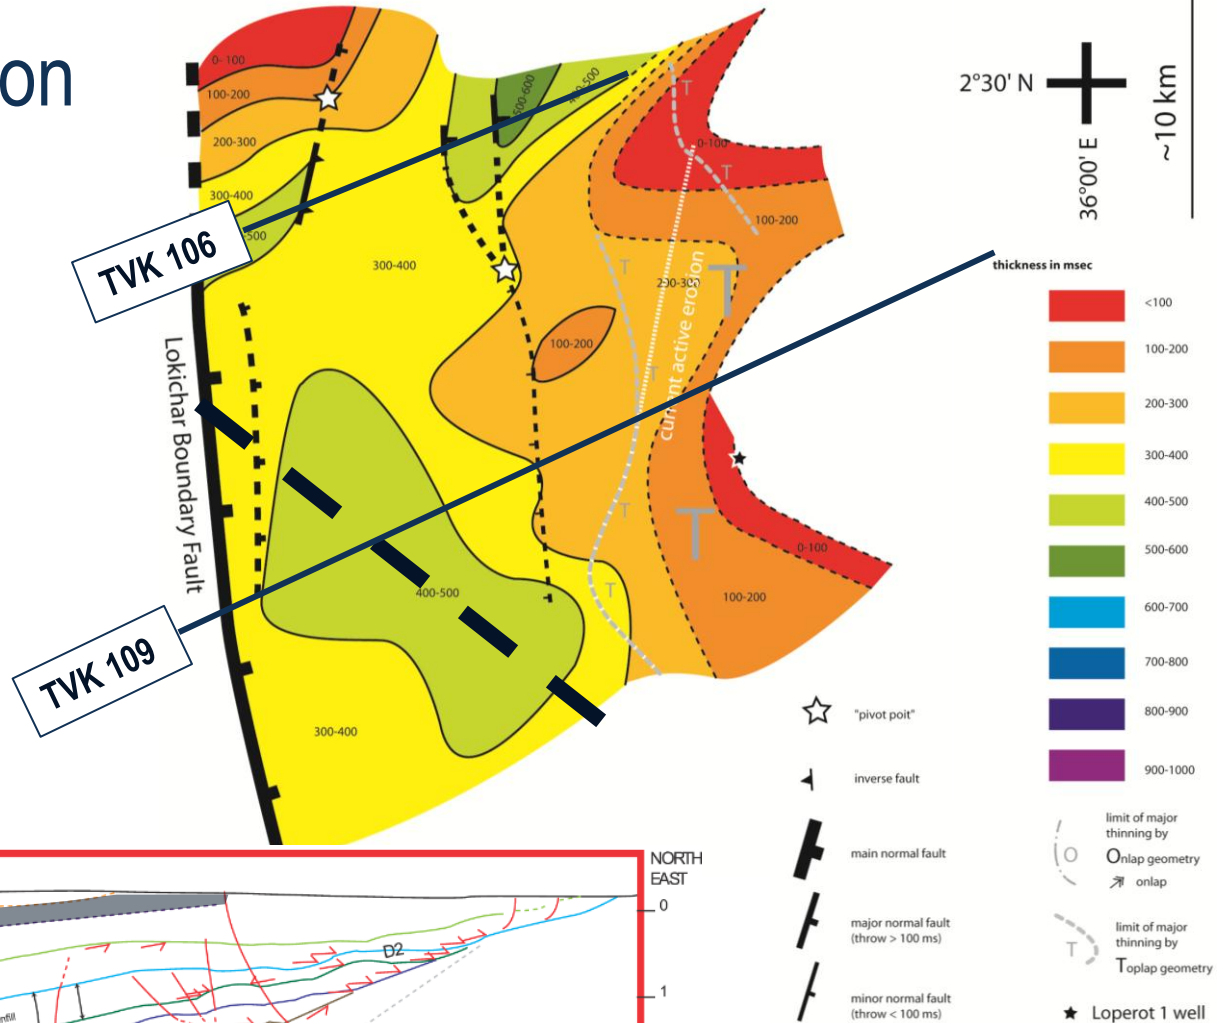 on
0- 100
100-200
200-300
300-400
-500
TVK 106
500-600
400-500
T
0-100
T
100-200
300-400
T
200-300
T
100-200
T
current active erosion
Lokichar Boundary Fault
T
T
0-100
T
400-500
100-200
TVK 109
300-400
2°30' N
36°00' E
~10 km
thickness in msec
<100
100-200
200-300
300-400
400-500
500-600
600-700
700-800
800-900
900-1000
"pivot poit"
inverse fault
main normal fault
major normal fault
(throw > 100 ms)
minor normal fault
(throw < 100 ms)
limit of major
thinning by
O
Onlap geometry
onlap
limit of major
thinning by
T
Toplap geometry
Loperot 1 well
NORTH
EAST
0
D2
1
nfill